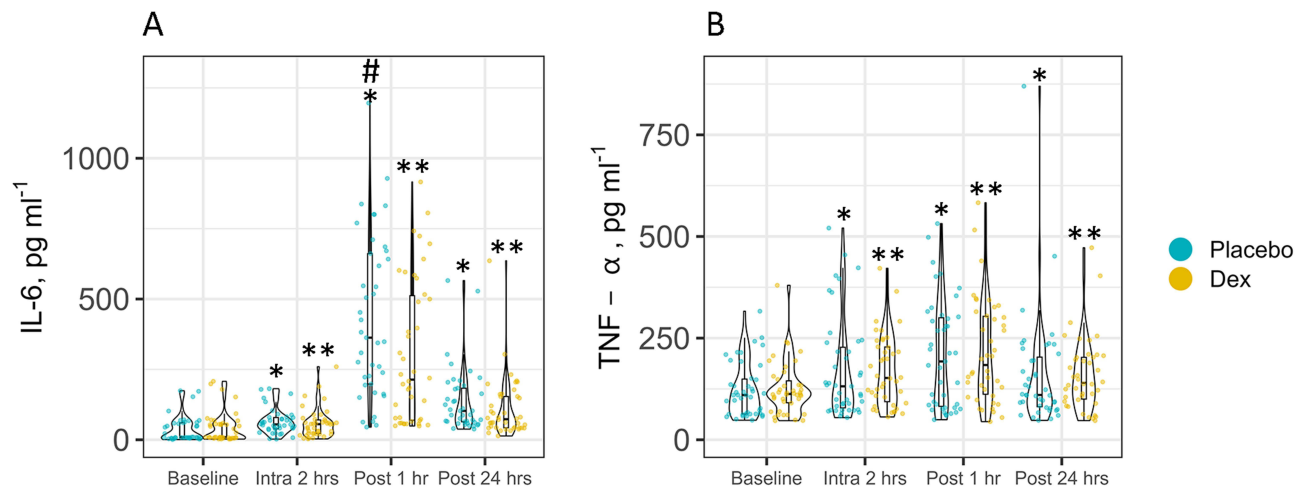 A
B
IL-6, pg ml-1
1000
500
0
#
*
**
*
**
*
**
Baseline
Intra 2 hrs
Post 1 hr
Post 24 hrs
TNF − α, pg ml-1
750
500
250
0
*
**
*
**
*
**
Baseline
Intra 2 hrs
Post 1 hr
Post 24 hrs
Placebo
Dex